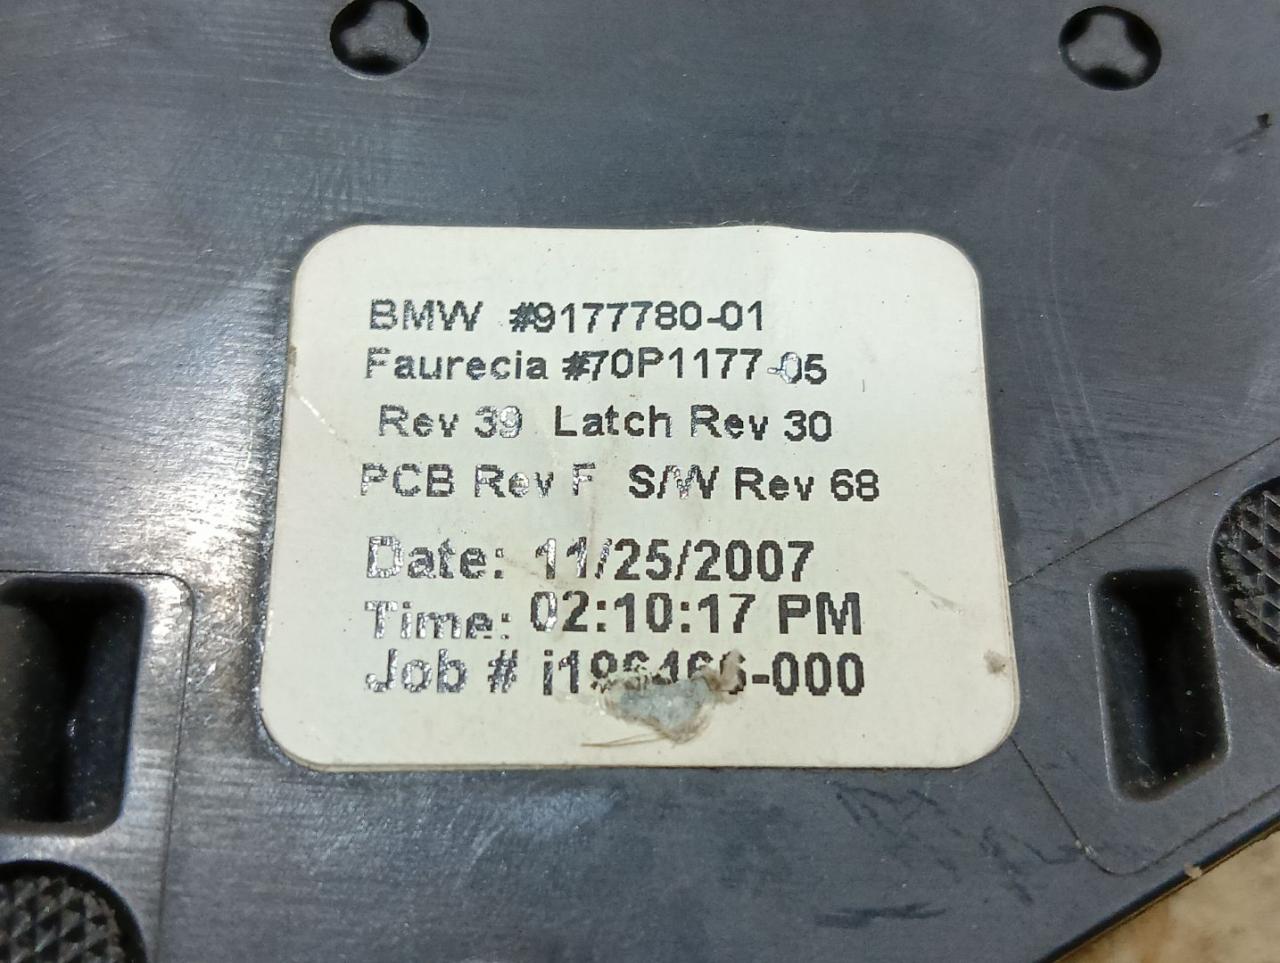 BMW #9177780-01
Faurecia #70P1177-05
Rev 39 Latch Rev 30
PCB Rev F S/W Rev 68
Date: 11/25/2007
Time: 02:10:17 PM
Job #